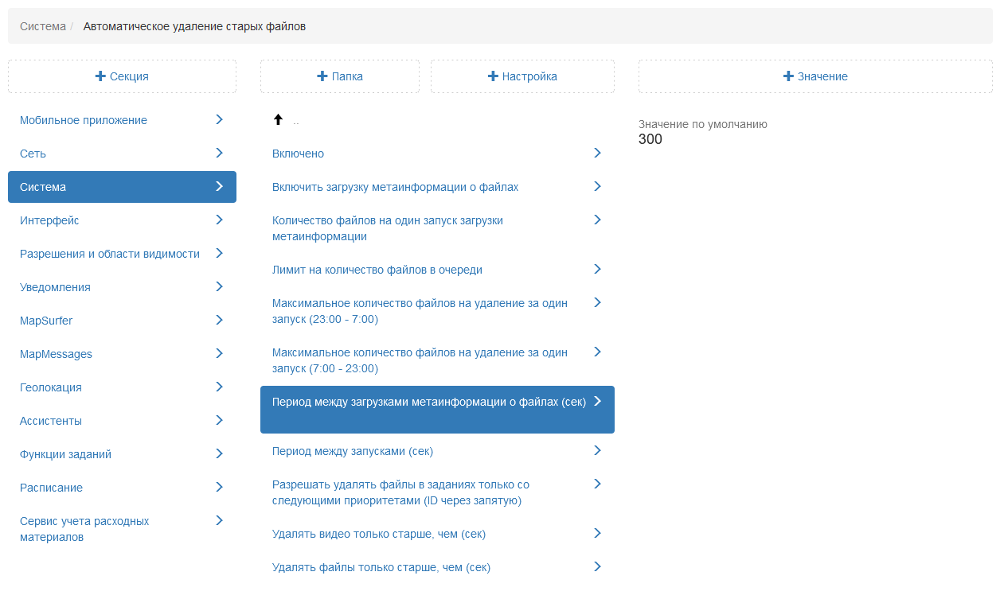 Система / Автоматическое удаление старых файлов
Секция
Папка
Настройка
Значение
Мобильное приложение
Сеть
Система
Интерфейс
Разрешения и области видимости
Уведомления
MapSurfer
MapMessages
Геолокация
Ассистенты
Функции заданий
Расписание
Сервис учета расходных
материалов
..
Включено
Включить загрузку метаинформации о файлах
Количество файлов на один запуск загрузки
метаинформации
Лимит на количество файлов в очереди
Максимальное количество файлов на удаление за один
запуск (23:00 - 7:00)
Максимальное количество файлов на удаление за один
запуск (7:00 - 23:00)
Период между загрузками метаинформации о файлах (сек)
Период между запусками (сек)
Разрешать удалять файлы в заданиях только со
следующими приоритетами (ID через запятую)
Удалять видео только старше, чем (сек)
Удалять файлы только старше, чем (сек)
Значение по умолчанию
300